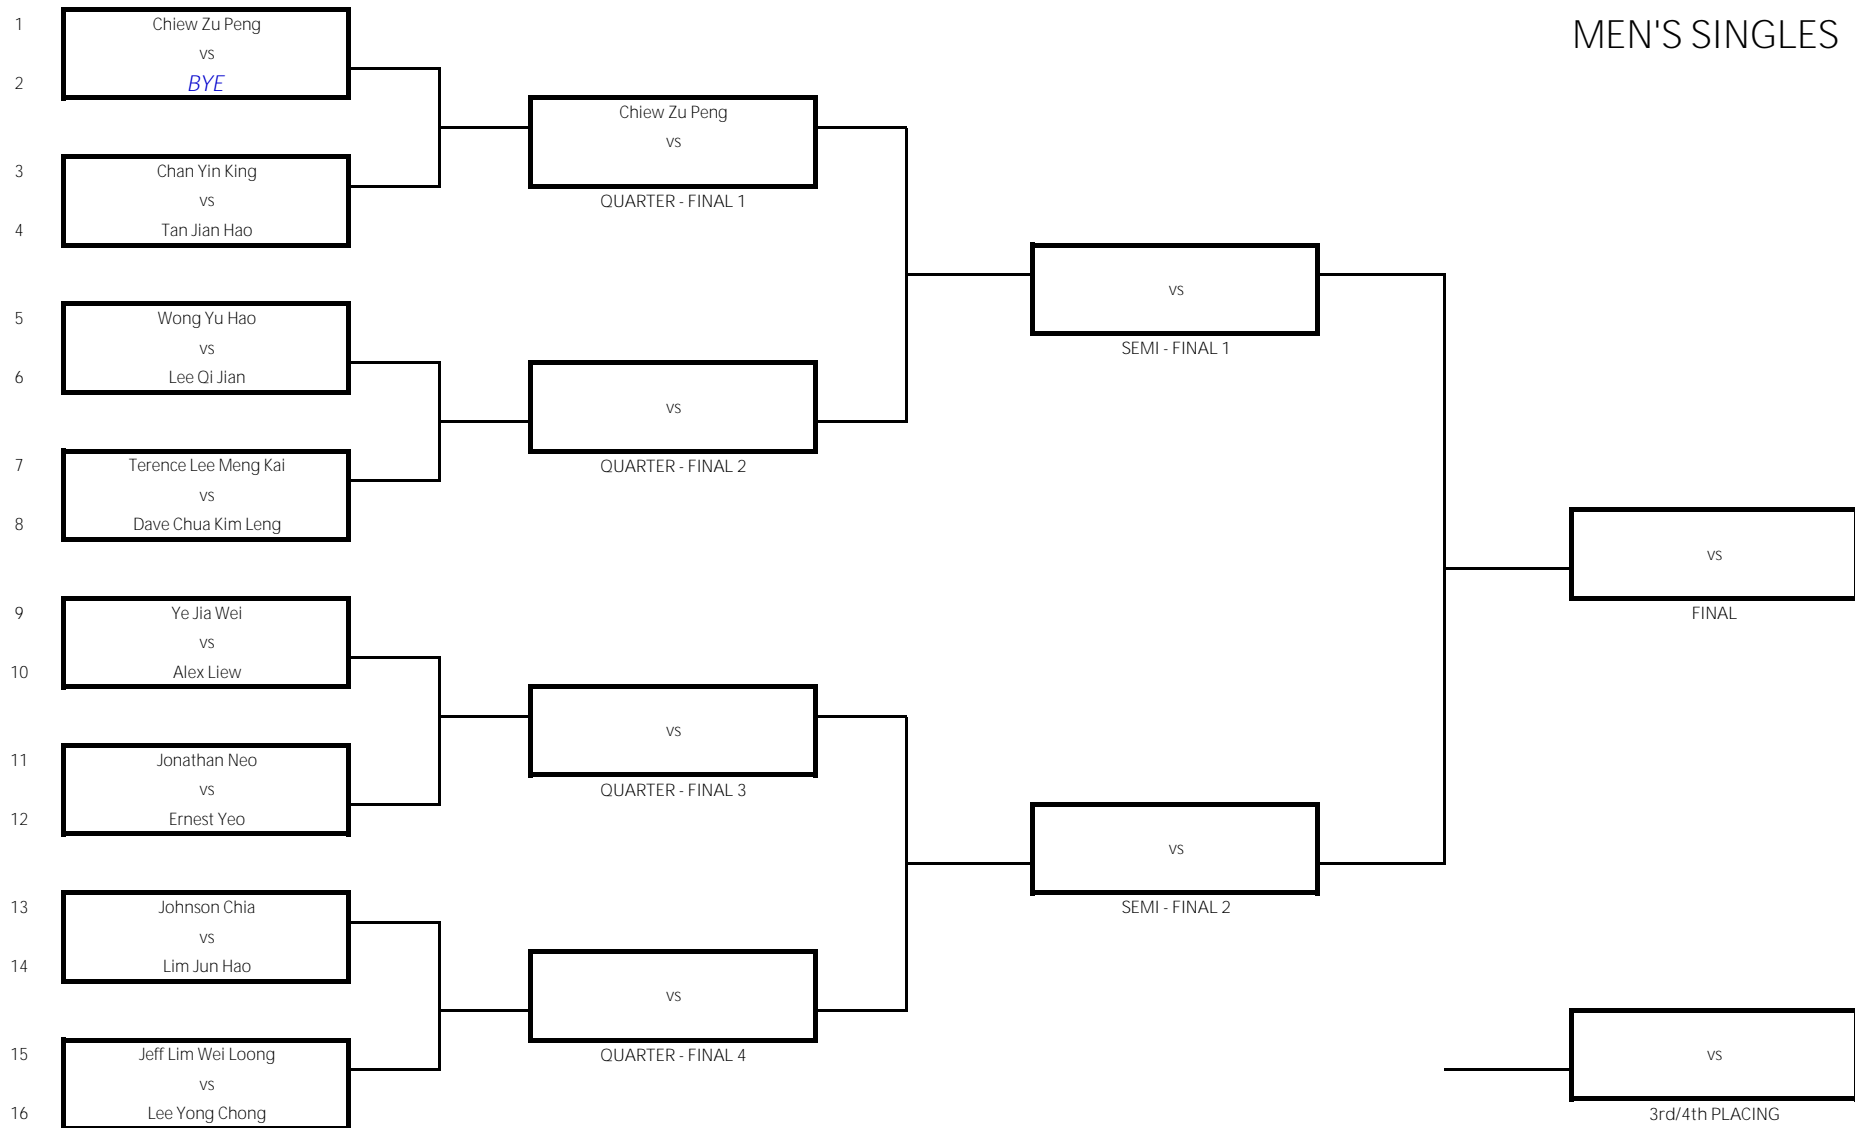 MEN'S SINGLES
1
Chiew Zu Peng
vs
2
BYE
3
Chan Yin King
vs
4
Tan Jian Hao
5
Wong Yu Hao
vs
6
Lee Qi Jian
7
Terence Lee Meng Kai
vs
8
Dave Chua Kim Leng
9
Ye Jia Wei
vs
10
Alex Liew
11
Jonathan Neo
vs
12
Ernest Yeo
13
Johnson Chia
vs
14
Lim Jun Hao
15
Jeff Lim Wei Loong
vs
16
Lee Yong Chong
Chiew Zu Peng
vs
QUARTER - FINAL 1
vs
QUARTER - FINAL 2
vs
QUARTER - FINAL 3
vs
QUARTER - FINAL 4
vs
SEMI - FINAL 1
vs
SEMI - FINAL 2
vs
FINAL
vs
3rd/4th PLACING